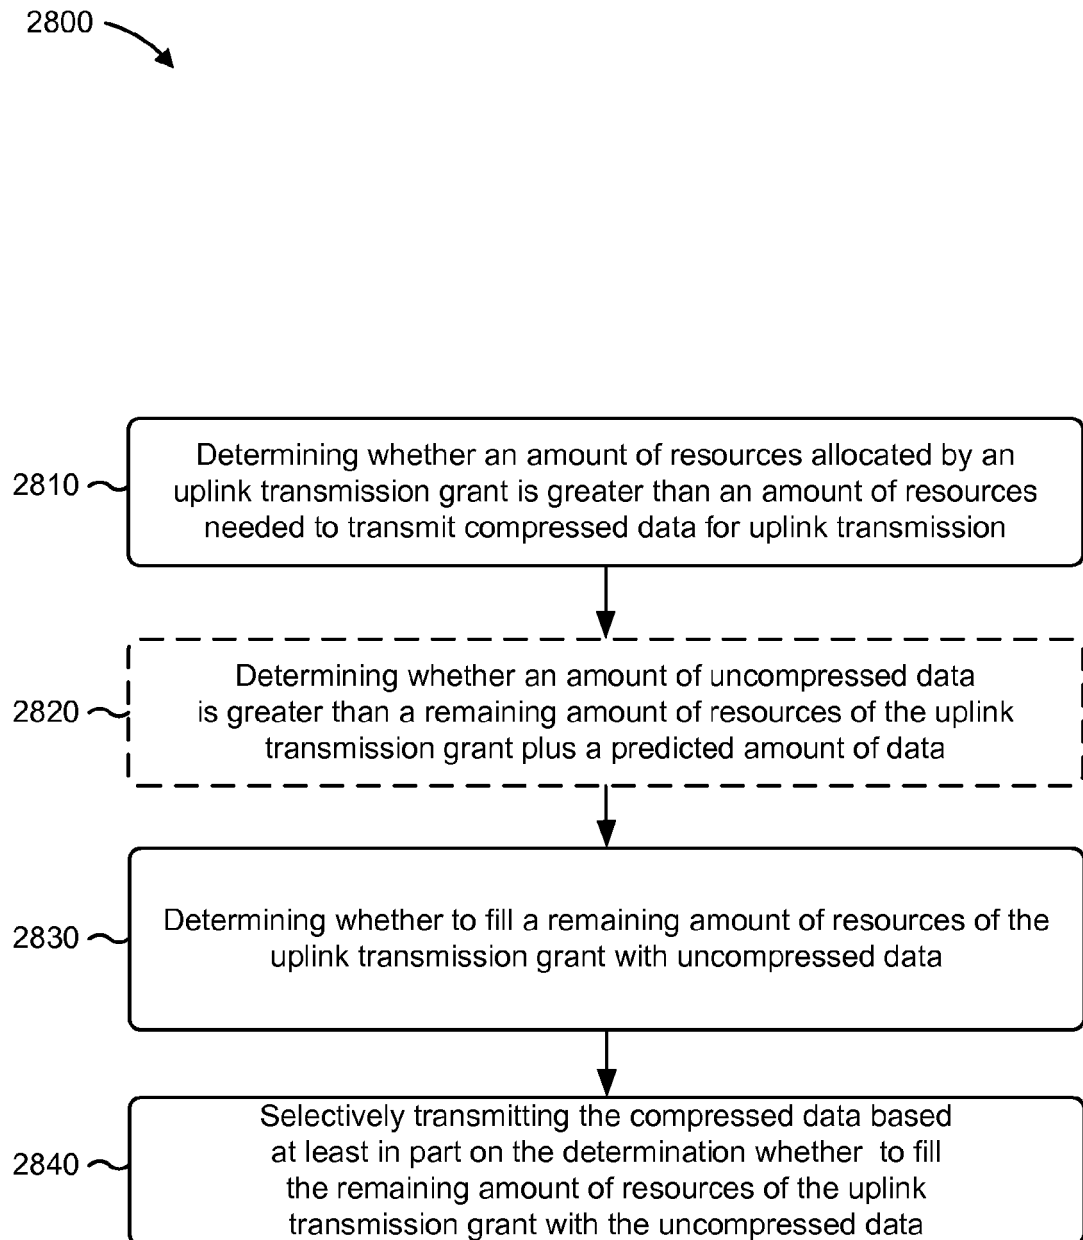 2800
2810
Determining whether an amount of resources allocated by an
uplink transmission grant is greater than an amount of resources
needed to transmit compressed data for uplink transmission
2820
Determining whether an amount of uncompressed data
is greater than a remaining amount of resources of the uplink
transmission grant plus a predicted amount of data
2830
Determining whether to fill a remaining amount of resources of the
uplink transmission grant with uncompressed data
2840
Selectively transmitting the compressed data based
at least in part on the determination whether to fill
the remaining amount of resources of the uplink
transmission grant with the uncompressed data